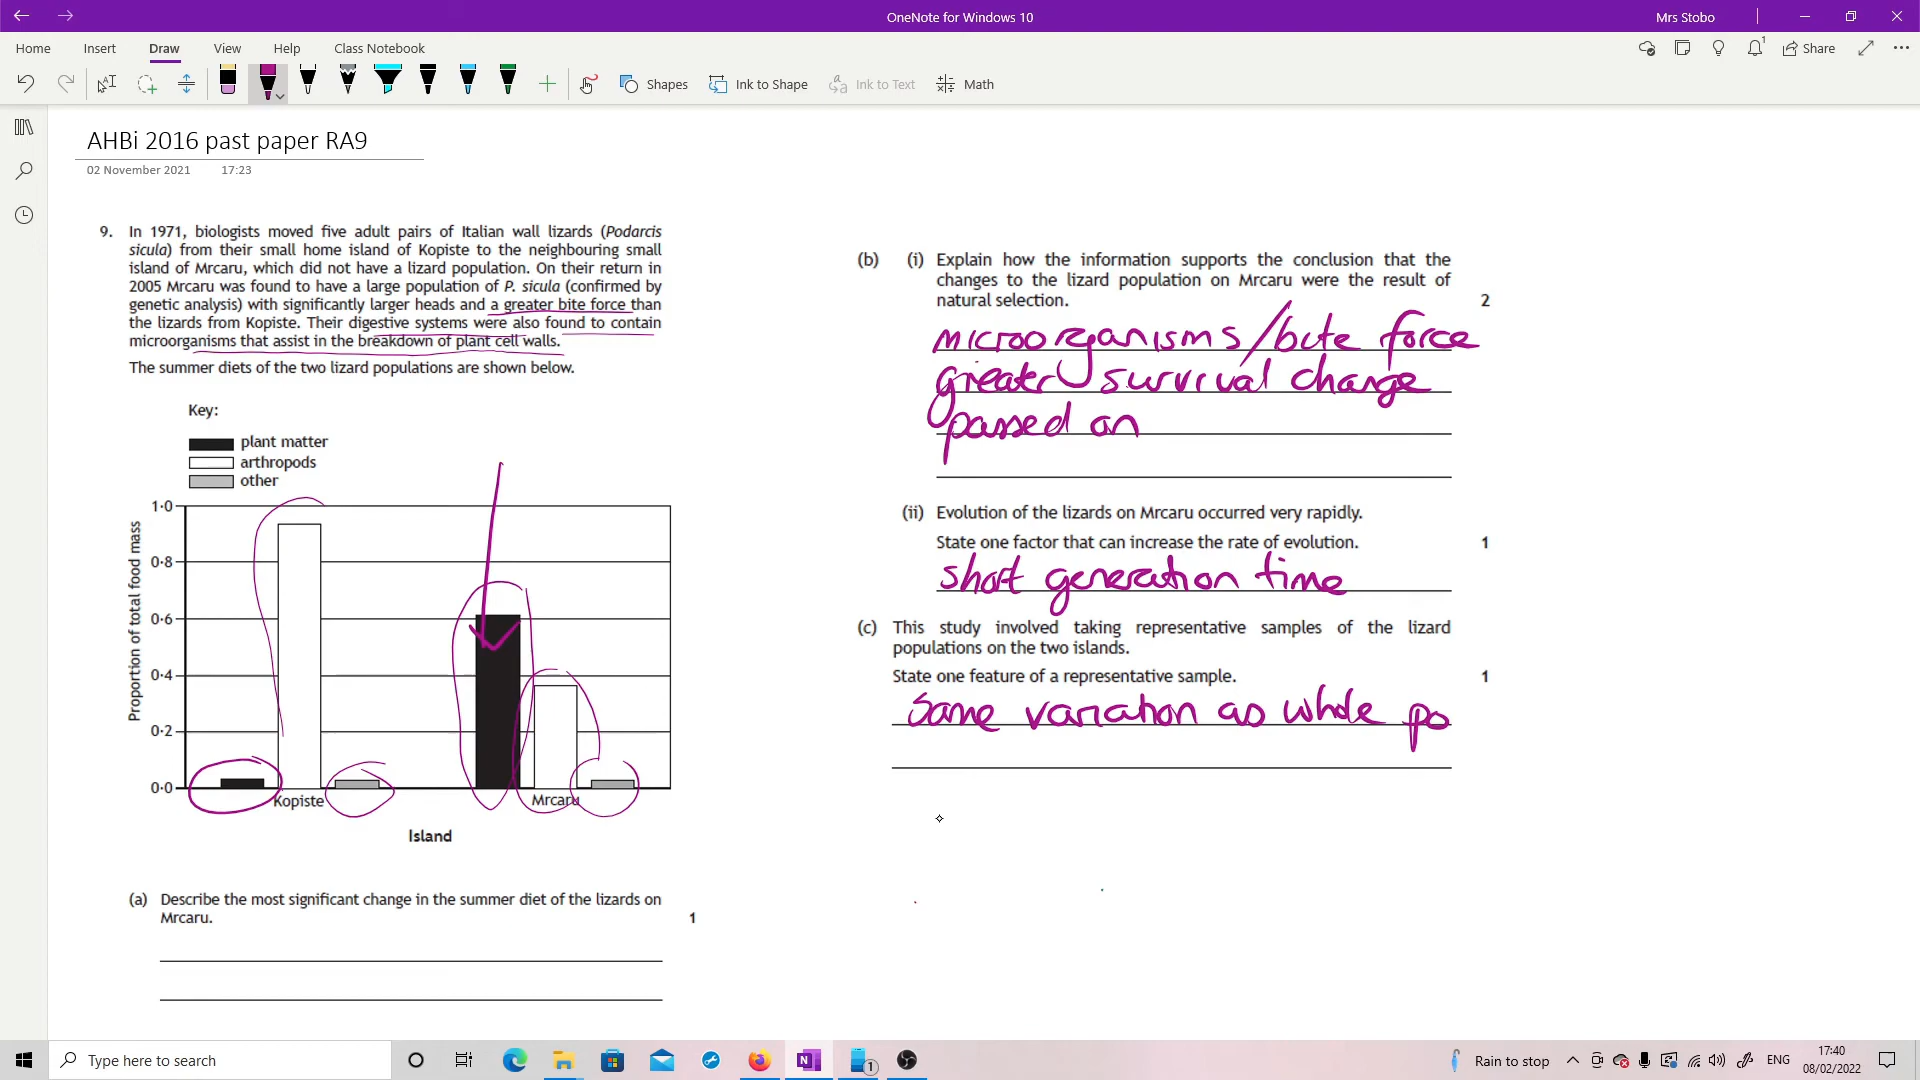 OneNote for Windows 10
Mrs Stobo
Home Insert Draw View Help Class Notebook
Share
Shapes Ink to Shape Ink to Text Math
AHBi 2016 past paper RA9
02 November 2021 17:23
9. In 1971, biologists moved five adult pairs of Italian wall lizards (Podarcis
sicula) from their small home island of Kopiste to the neighbouring small
island of Mrcaru, which did not have a lizard population. On their return in
2005 Mrcaru was found to have a large population of P. sicula (confirmed by
genetic analysis) with significantly larger heads and a greater bite force than
the lizards from Kopiste. Their digestive systems were also found to contain
microorganisms that assist in the breakdown of plant cell walls.
The summer diets of the two lizard populations are shown below.
Key:
plant matter
arthropods
other
Proportion of total food mass
1·0
0·8
0·6
0·4
0·2
0·0
Kopiste Mrcaru
Island
(a) Describe the most significant change in the summer diet of the lizards on
Mrcaru. 1
(b) (i) Explain how the information supports the conclusion that the
changes to the lizard population on Mrcaru were the result of
natural selection. 2
microorganisms/bite force
greater survival change
passed on
(ii) Evolution of the lizards on Mrcaru occurred very rapidly.
State one factor that can increase the rate of evolution. 1
short generation time
(c) This study involved taking representative samples of the lizard
populations on the two islands.
State one feature of a representative sample. 1
Same variation as whole po
Type here to search
1
Rain to stop
ENG
17:40
08/02/2022